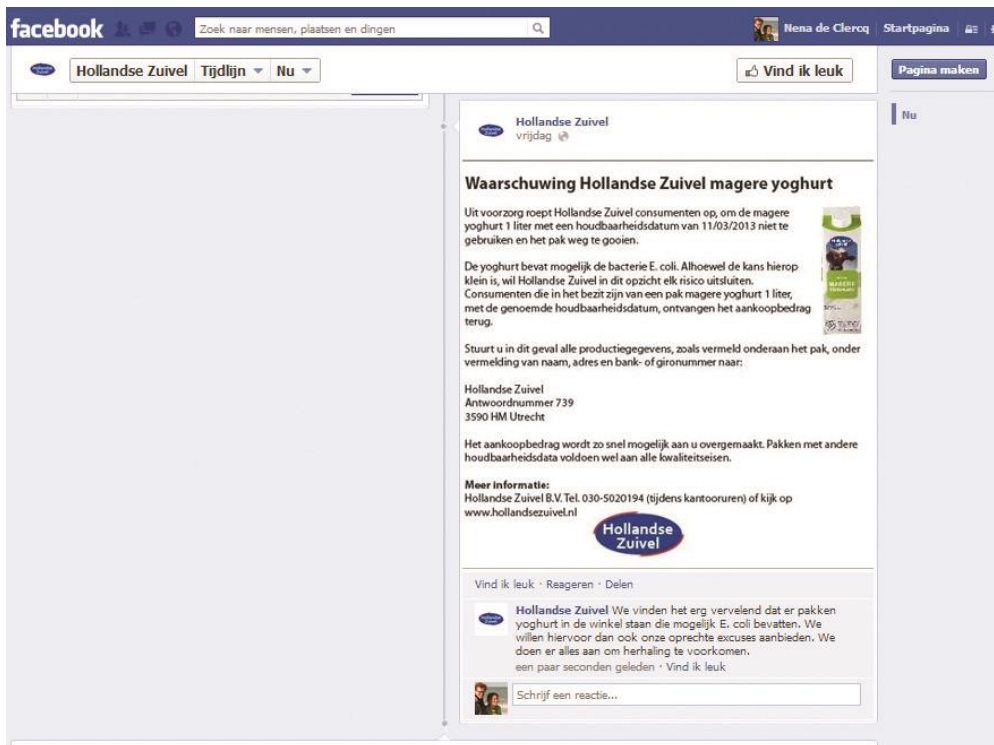 facebook
Zoek naar mensen, plaatsen en dingen
Nena de Clercq
Startpagina
Hollandse Zuivel
Tijdlijn
Nu
Vind ik leuk
Pagina maken
Nu
Hollandse Zuivel
vrijdag
Waarschuwing Hollandse Zuivel magere yoghurt
Uit voorzorg roept Hollandse Zuivel consumenten op, om de magere
yoghurt 1 liter met een houdbaarheidsdatum van 11/03/2013 niet te
gebruiken en het pak weg te gooien.
De yoghurt bevat mogelijk de bacterie E. coli. Alhoewel de kans hierop
klein is, wil Hollandse Zuivel in dit opzicht elk risico uitsluiten.
Consumenten die in het bezit zijn van een pak magere yoghurt 1 liter,
met de genoemde houdbaarheidsdatum, ontvangen het aankoopbedrag
terug.
MAGERE
Stuurt u in dit geval alle productiegegevens, zoals vermeld onderaan het pak, onder
vermelding van naam, adres en bank- of gironummer naar:
Hollandse Zuivel
Antwoordnummer 739
3590 HM Utrecht
Het aankoopbedrag wordt zo snel mogelijk aan u overgemaakt. Pakken met andere
houdbaarheidsdata voldoen wel aan alle kwaliteitseisen.
Meer informatie:
Hollandse Zuivel B.V. Tel. 030-5020194 (tijdens kantooruren) of kijk op
www.hollandsezuivel.nl
Hollandse
Zuivel
Vind ik leuk · Reageren · Delen
Hollandse Zuivel We vinden het erg vervelend dat er pakken
yoghurt in de winkel staan die mogelijk E. coli bevatten. We
willen hiervoor dan ook onze oprechte excuses aanbieden. We
doen er alles aan om herhaling te voorkomen.
een paar seconden geleden · Vind ik leuk
Schrijf een reactie...